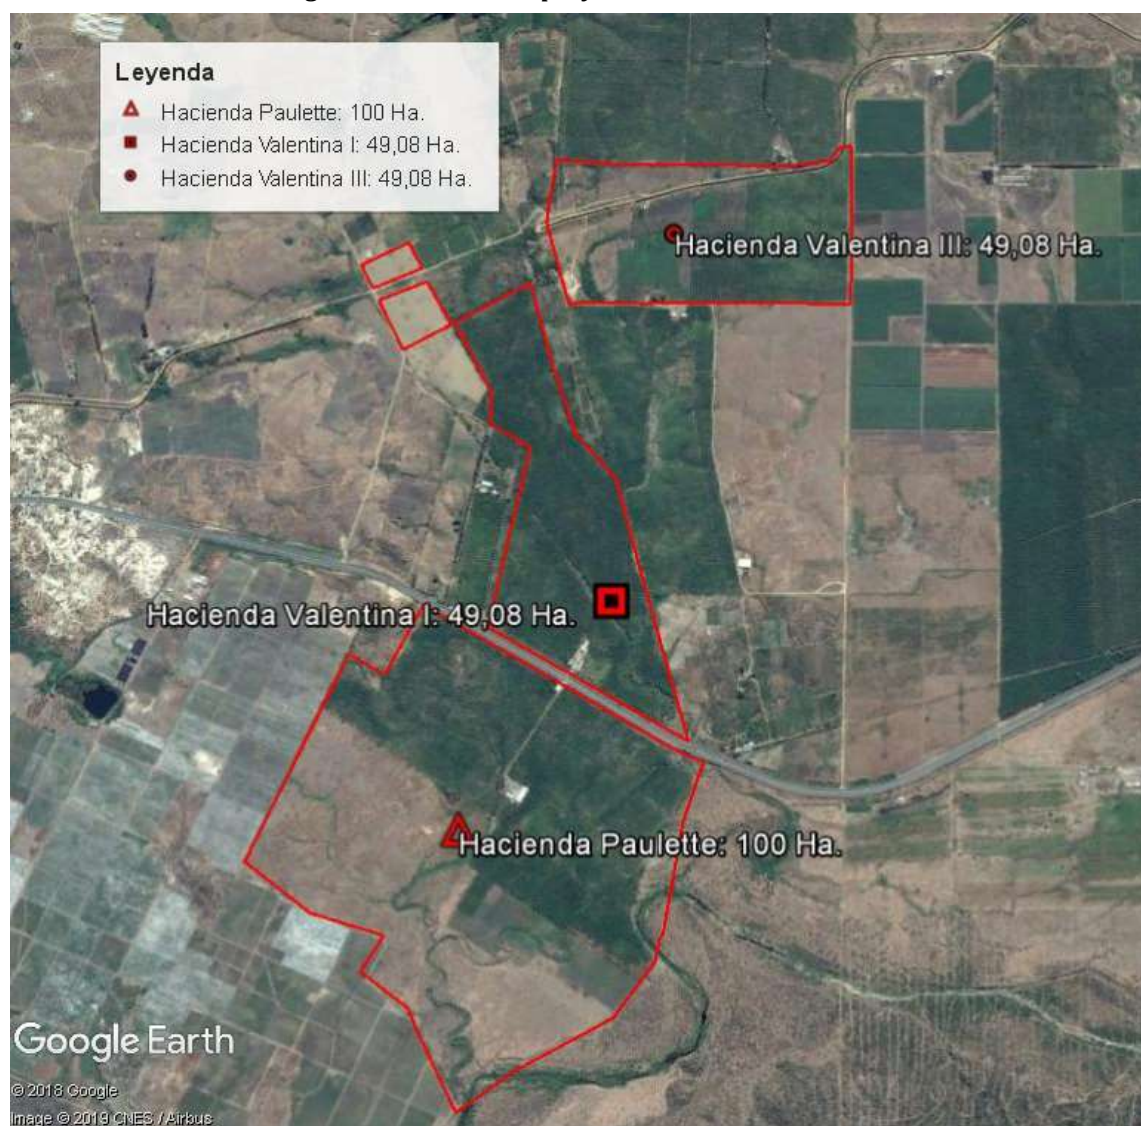 Leyenda
Hacienda Paulette: 100 Ha.
Hacienda Valentina I: 49,08 Ha.
Hacienda Valentina III: 49,08 Ha.
Hacienda Valentina III: 49,08 Ha.
Hacienda Valentina I: 49,08 Ha.
Hacienda Paulette: 100 Ha.
Google Earth
© 2018 Google
Image © 2019 CNES / Airbus